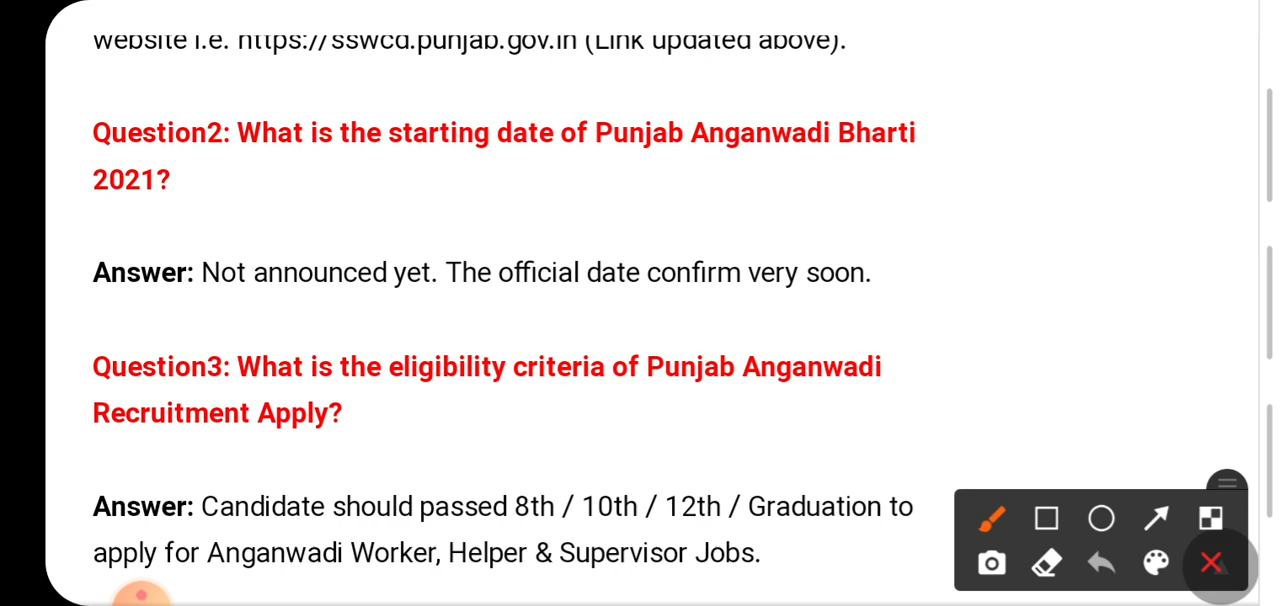 website i.e. https://sswcd.punjab.gov.in (Link updated above).
Question2: What is the starting date of Punjab Anganwadi Bharti
2021?
Answer: Not announced yet. The official date confirm very soon.
Question3: What is the eligibility criteria of Punjab Anganwadi
Recruitment Apply?
Answer: Candidate should passed 8th / 10th / 12th / Graduation to
apply for Anganwadi Worker, Helper & Supervisor Jobs.